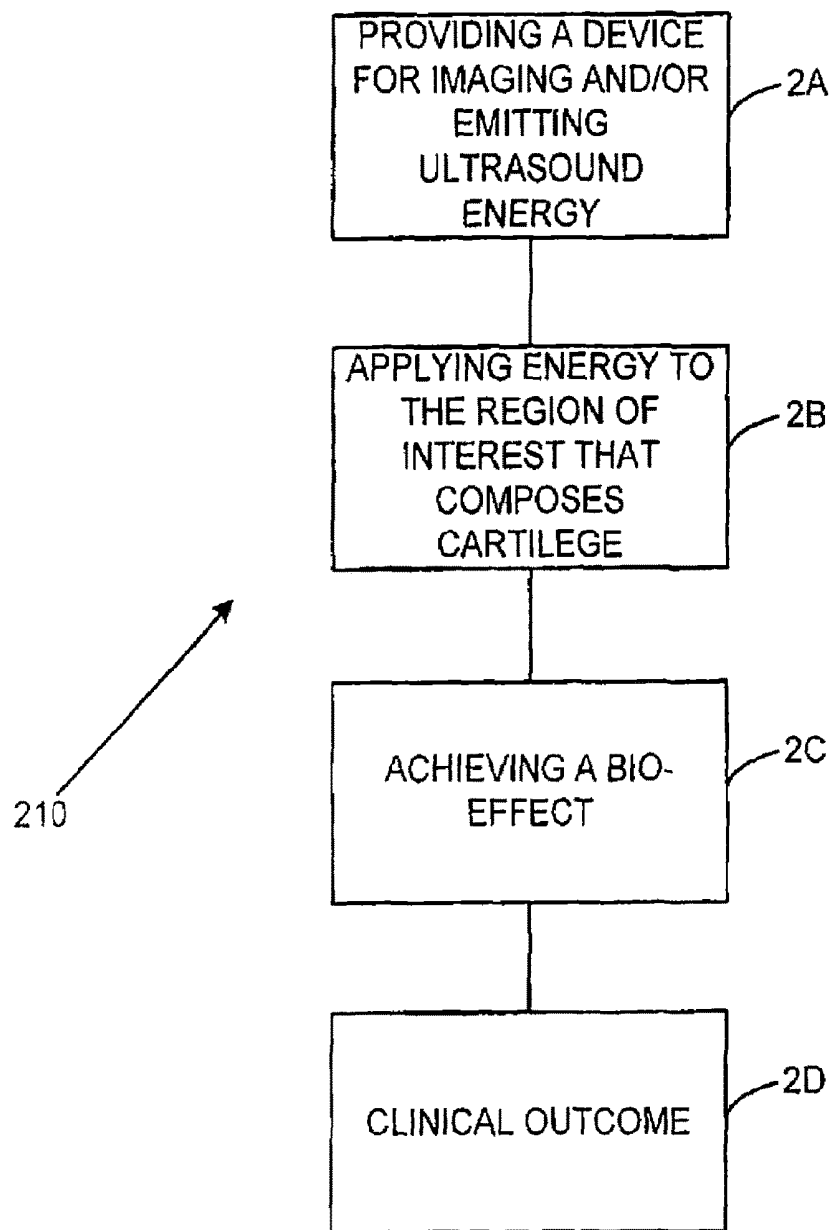 PROVIDING A DEVICE
FOR IMAGING AND/OR
EMITTING
ULTRASOUND
ENERGY
2A
APPLYING ENERGY TO
THE REGION OF
INTEREST THAT
COMPOSES
CARTILEGE
2B
ACHIEVING A BIO-
EFFECT
2C
210
CLINICAL OUTCOME
2D